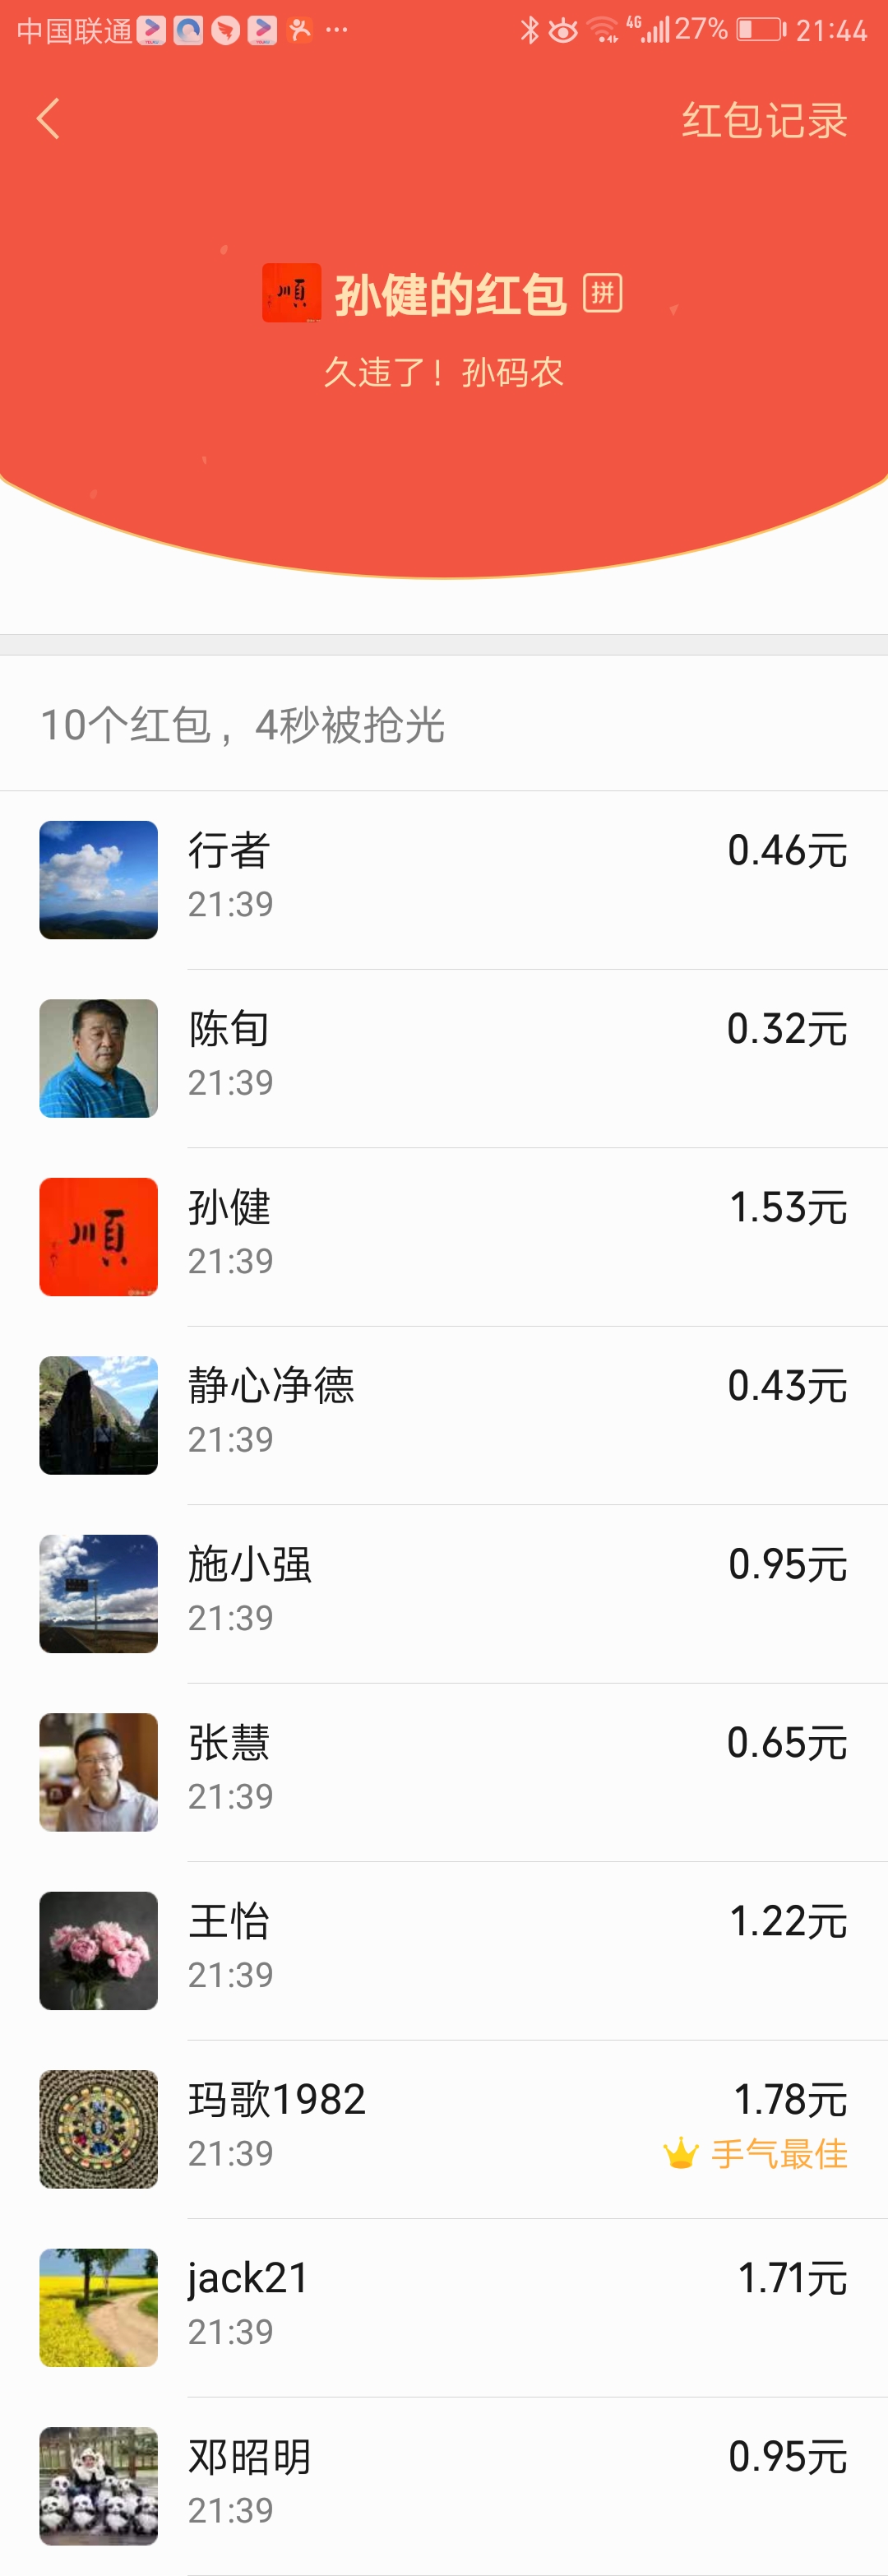 中国联通 4G 27% 21:44
红包记录
順 孙健的红包 拼
久违了！孙码农
10个红包，4秒被抢光
行者 0.46元
21:39
陈旬 0.32元
21:39
順 孙健 1.53元
21:39
静心净德 0.43元
21:39
施小强 0.95元
21:39
张慧 0.65元
21:39
王怡 1.22元
21:39
玛歌1982 1.78元
21:39 手气最佳
jack21 1.71元
21:39
邓昭明 0.95元
21:39